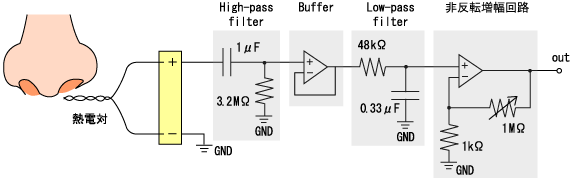 High-pass filter
Buffer
Low-pass filter
非反転増幅回路
1μF
48kΩ
out
3.2MΩ
0.33μF
1MΩ
熱電対
GND
GND
GND
1kΩ
GND
+
−
+
−
+
−